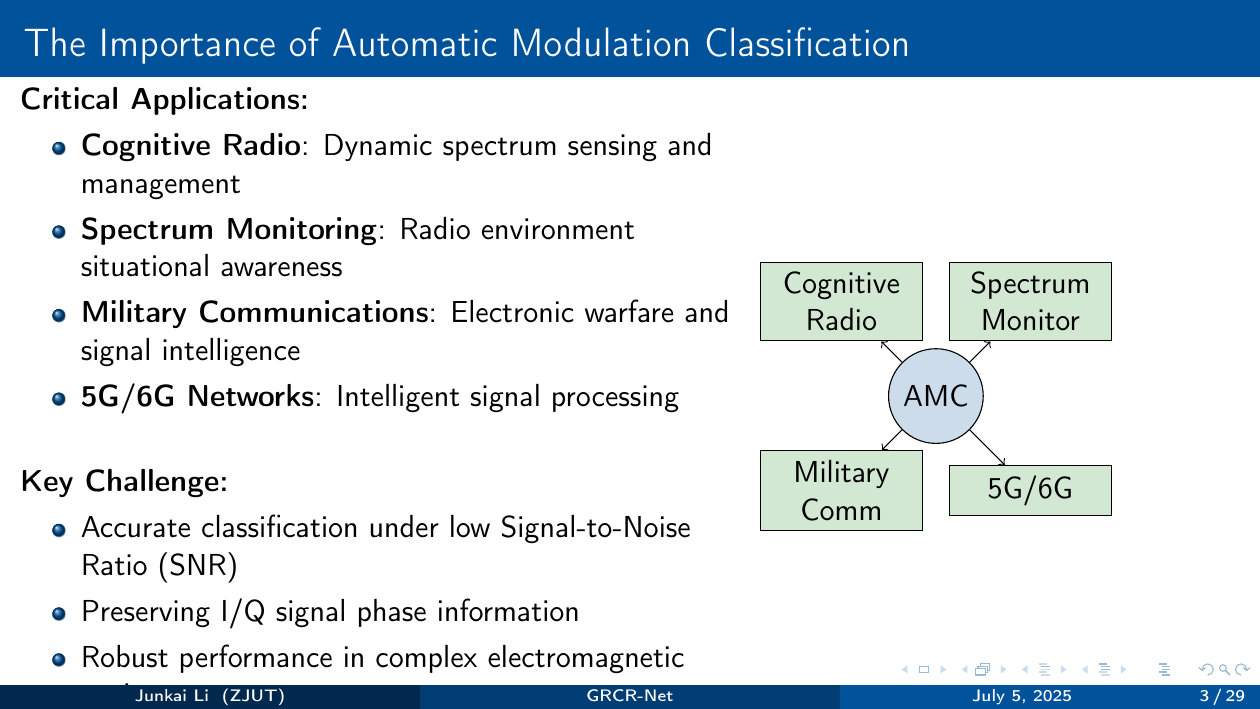 The Importance of Automatic Modulation Classification
Critical Applications:
Cognitive Radio: Dynamic spectrum sensing and
management
Spectrum Monitoring: Radio environment
situational awareness
Military Communications: Electronic warfare and
signal intelligence
5G/6G Networks: Intelligent signal processing
Key Challenge:
Accurate classification under low Signal-to-Noise
Ratio (SNR)
Preserving I/Q signal phase information
Robust performance in complex electromagnetic
Cognitive
Radio
Spectrum
Monitor
AMC
Military
Comm
5G/6G
Junkai Li (ZJUT)
GRCR-Net
July 5, 2025
3 / 29